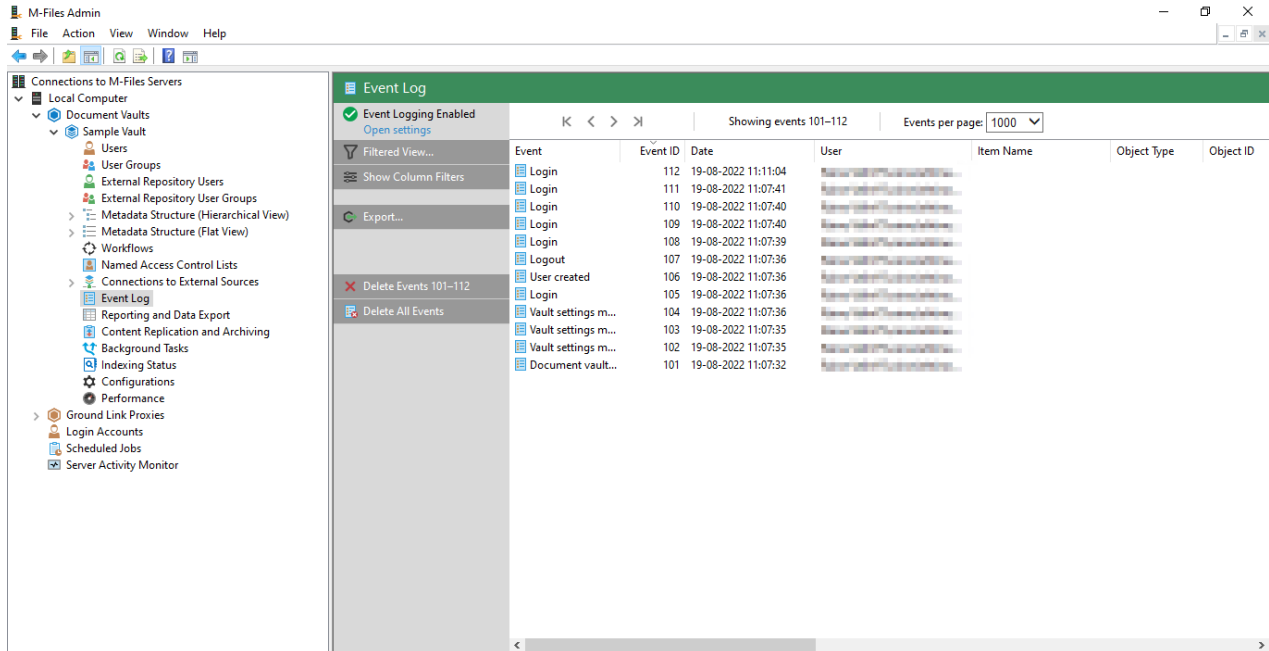 M-Files Admin
File Action View Window Help
Connections to M-Files Servers
Local Computer
Document Vaults
Sample Vault
Users
User Groups
External Repository Users
External Repository User Groups
Metadata Structure (Hierarchical View)
Metadata Structure (Flat View)
Workflows
Named Access Control Lists
Connections to External Sources
Event Log
Reporting and Data Export
Content Replication and Archiving
Background Tasks
Indexing Status
Configurations
Performance
Ground Link Proxies
Login Accounts
Scheduled Jobs
Server Activity Monitor
Event Log
Event Logging Enabled
Open settings
Filtered View...
Show Column Filters
Export...
Delete Events 101–112
Delete All Events
Showing events 101–112 Events per page: 1000
Event Event ID Date User Item Name Object Type Object ID
Login 112 19-08-2022 11:11:04
Login 111 19-08-2022 11:07:41
Login 110 19-08-2022 11:07:40
Login 109 19-08-2022 11:07:40
Login 108 19-08-2022 11:07:39
Logout 107 19-08-2022 11:07:36
User created 106 19-08-2022 11:07:36
Login 105 19-08-2022 11:07:36
Vault settings m... 104 19-08-2022 11:07:36
Vault settings m... 103 19-08-2022 11:07:35
Vault settings m... 102 19-08-2022 11:07:35
Document vault... 101 19-08-2022 11:07:32